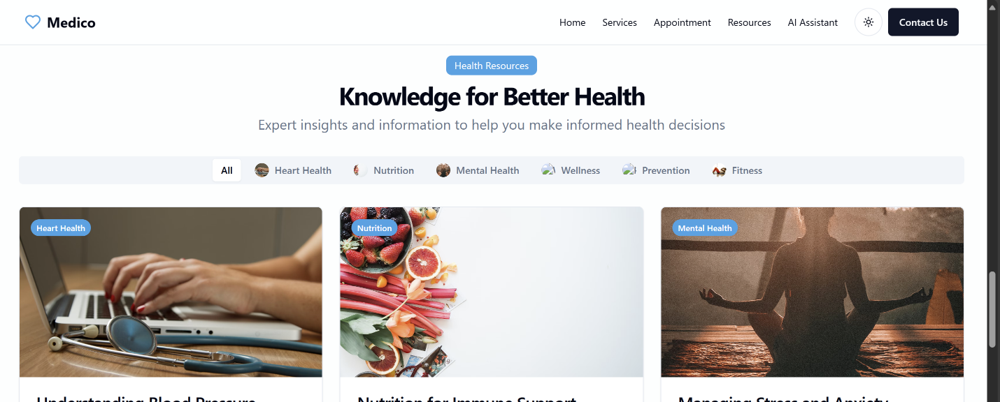 Medico
Home Services Appointment Resources AI Assistant Contact Us
Health Resources
Knowledge for Better Health
Expert insights and information to help you make informed health decisions
All Heart Health Nutrition Mental Health Wellness Prevention Fitness
Heart Health Nutrition Mental Health
Understanding Blood Pressure Nutrition for Immune Support Managing Stress and Anxiety